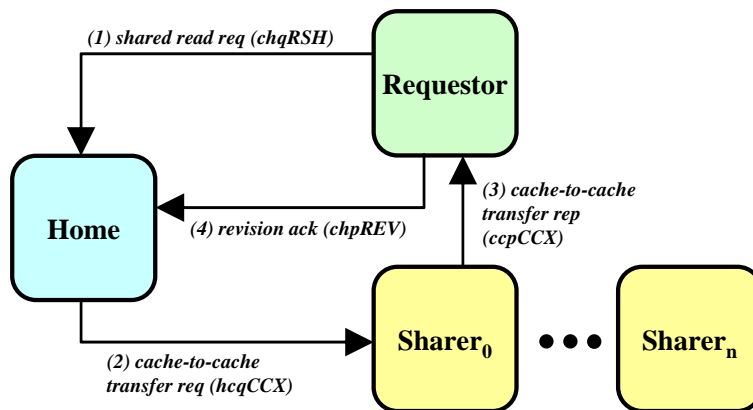 (1) shared read req (chqRSH)
Requestor
(3) cache-to-cache
transfer rep
(ccpCCX)
Home
(4) revision ack (chpREV)
Sharer₀
Sharerₙ
(2) cache-to-cache
transfer req (hcqCCX)